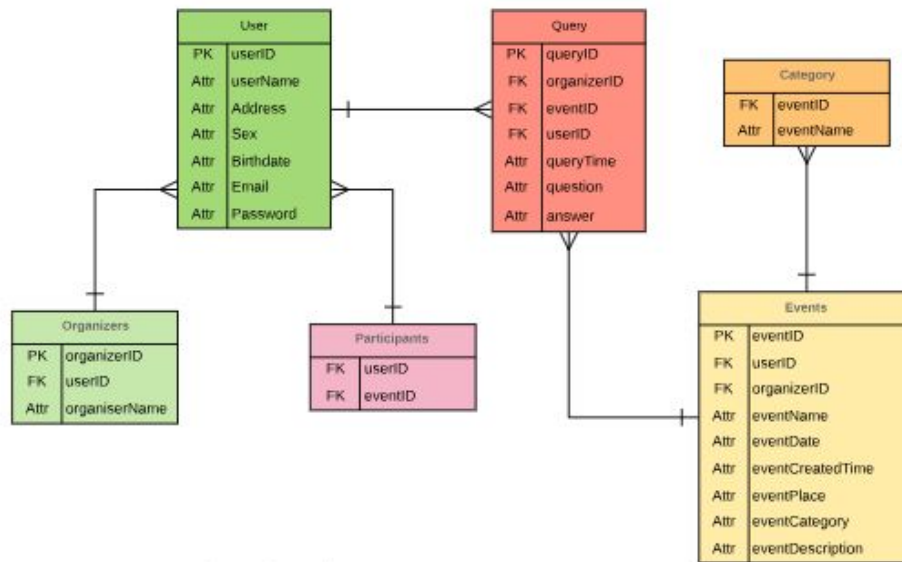 User
PK userID
Attr userName
Attr Address
Attr Sex
Attr Birthdate
Attr Email
Attr Password
Query
PK queryID
FK organizerID
FK eventID
FK userID
Attr queryTime
Attr question
Attr answer
Category
FK eventID
Attr eventName
Organizers
PK organizerID
FK userID
Attr organiserName
Participants
FK userID
FK eventID
Events
PK eventID
FK userID
FK organizerID
Attr eventName
Attr eventDate
Attr eventCreatedTime
Attr eventPlace
Attr eventCategory
Attr eventDescription